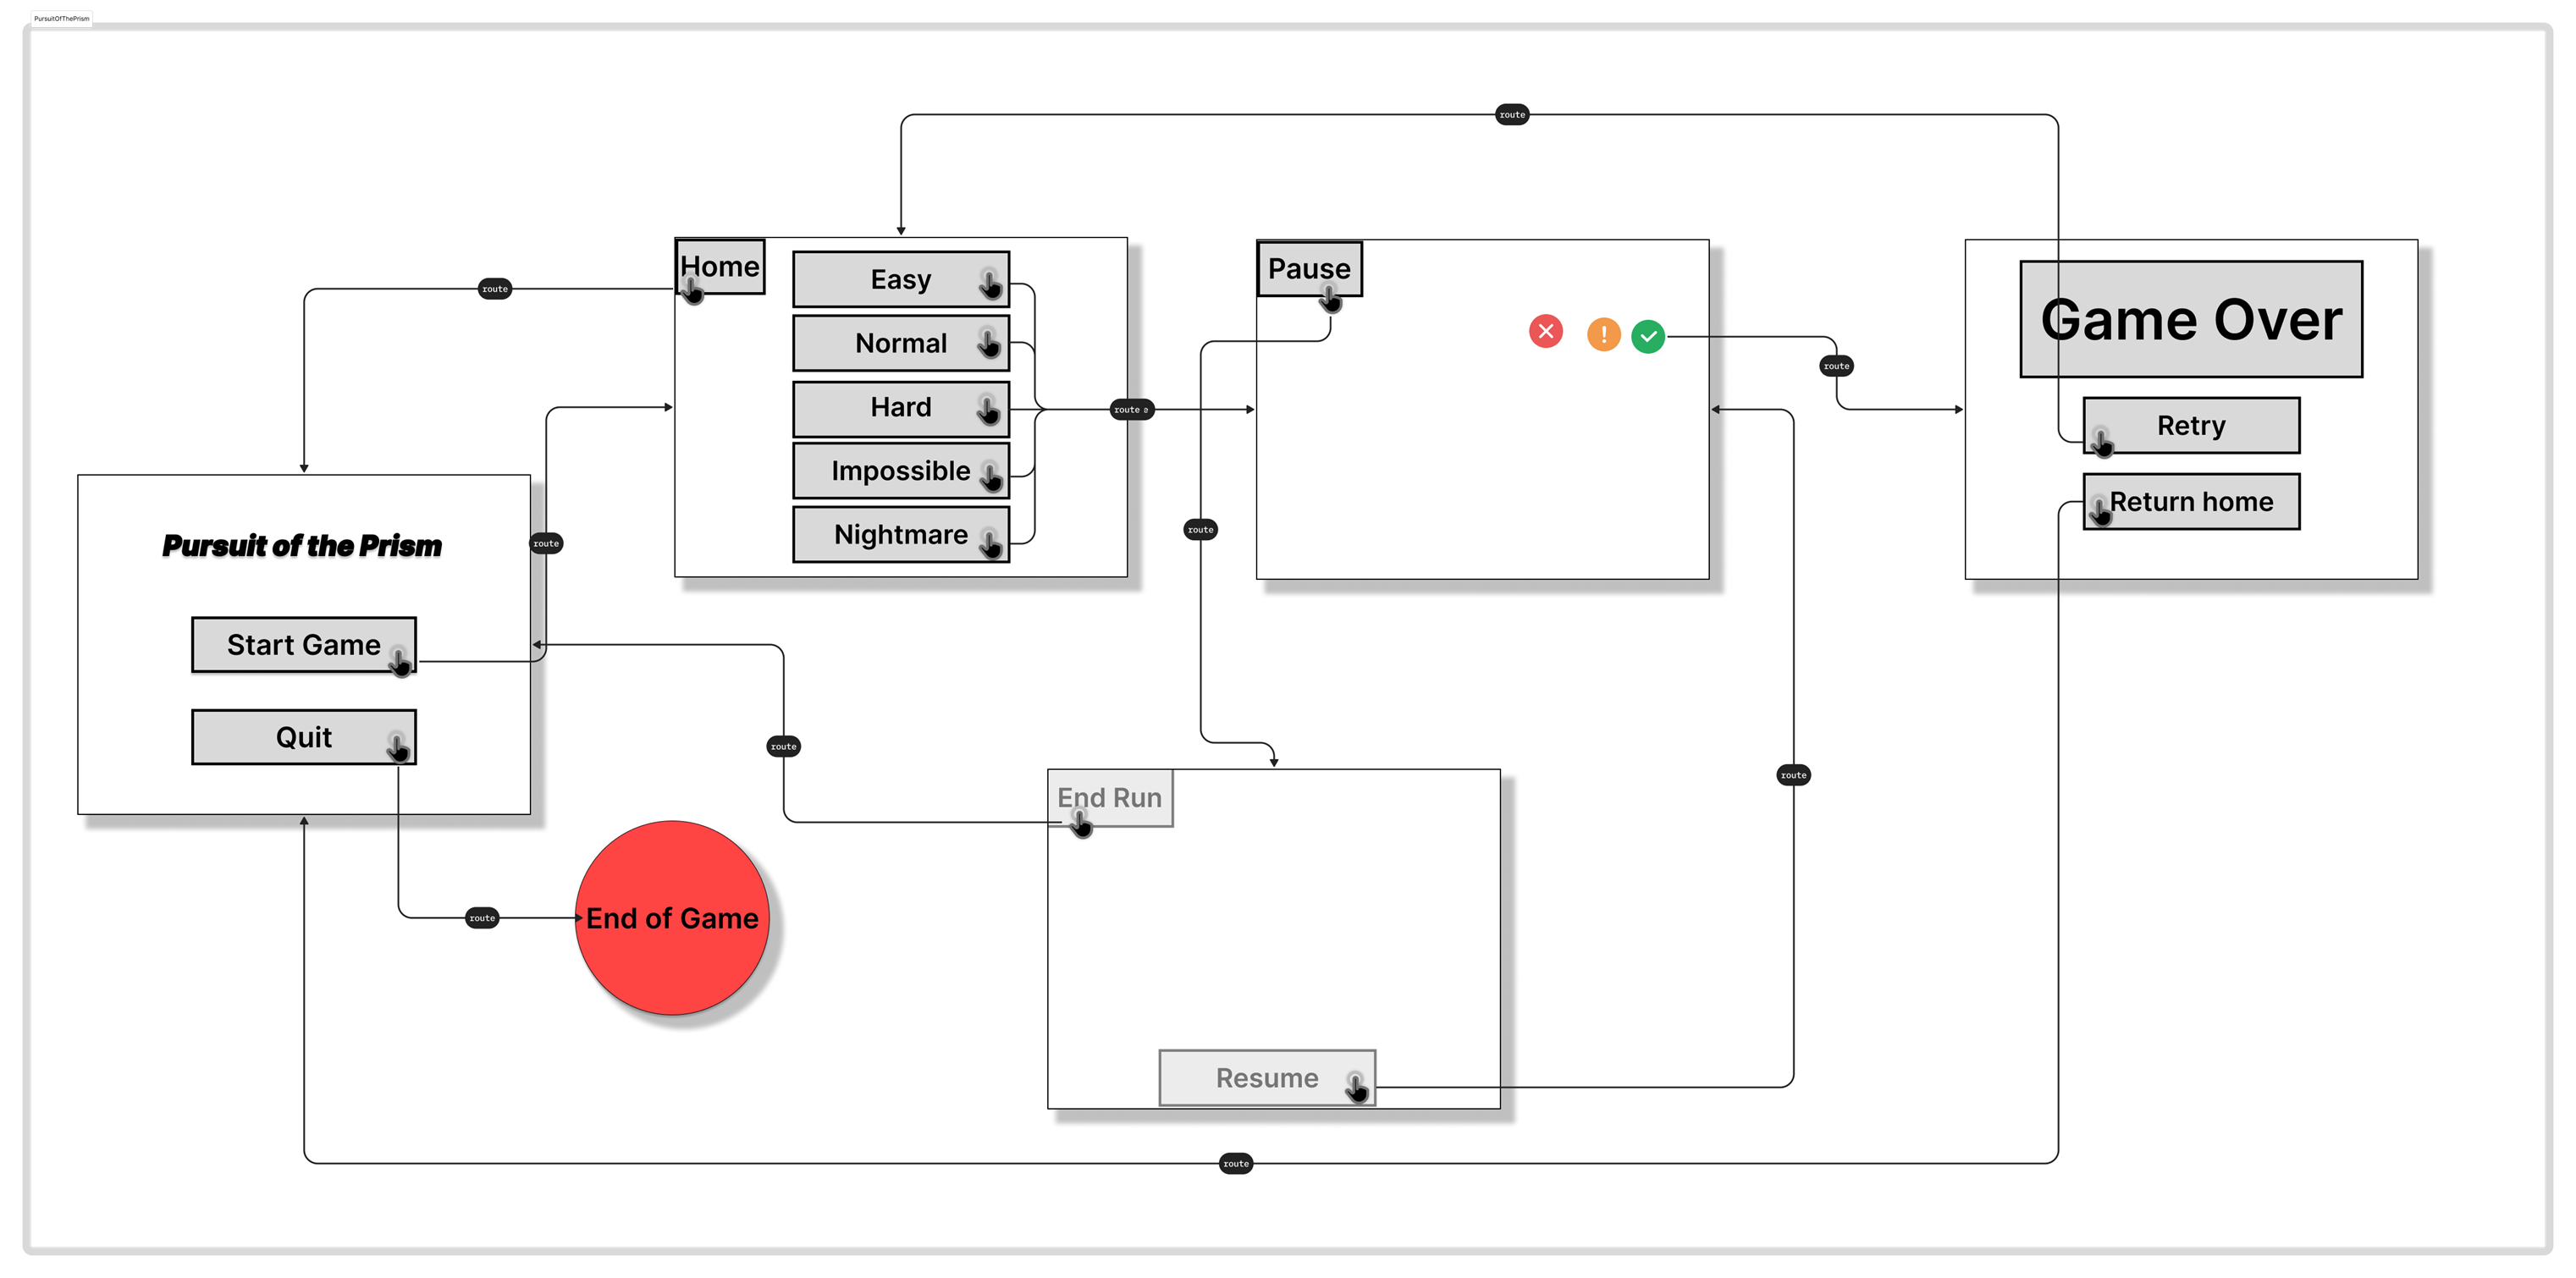 PursuitOfThePrism
route
Home
Easy
Normal
Hard
Impossible
Nightmare
route
route
route
Pause
route
route
Game Over
Retry
Return home
Pursuit of the Prism
Start Game
Quit
route
End of Game
route
End Run
Resume
route
route